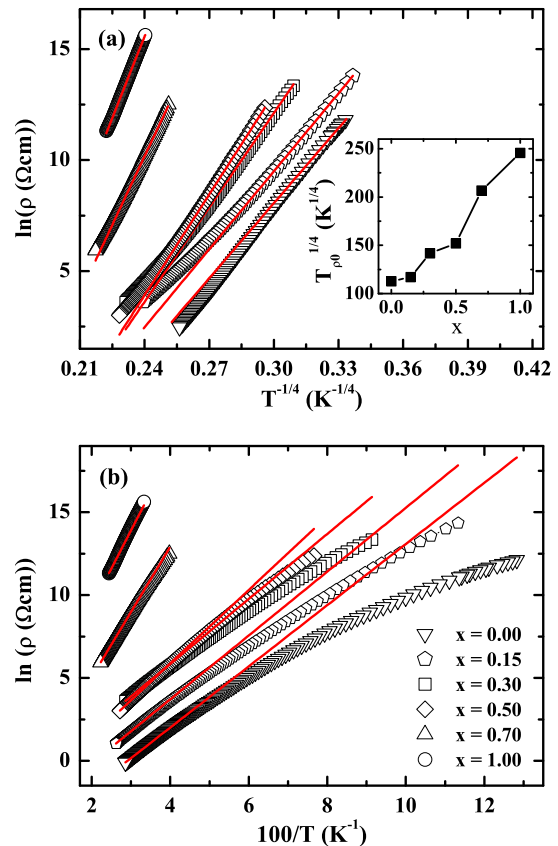 (a)
ln(ρ (Ωcm))
15
10
5
0.21 0.24 0.27 0.30 0.33 0.36 0.39 0.42
T^-1/4 (K^-1/4)
T_ρ0^1/4 (K^1/4)
250
200
150
100
0.0 0.5 1.0
x
(b)
ln (ρ (Ωcm))
15
10
5
0
2 4 6 8 10 12
100/T (K^-1)
x = 0.00
x = 0.15
x = 0.30
x = 0.50
x = 0.70
x = 1.00